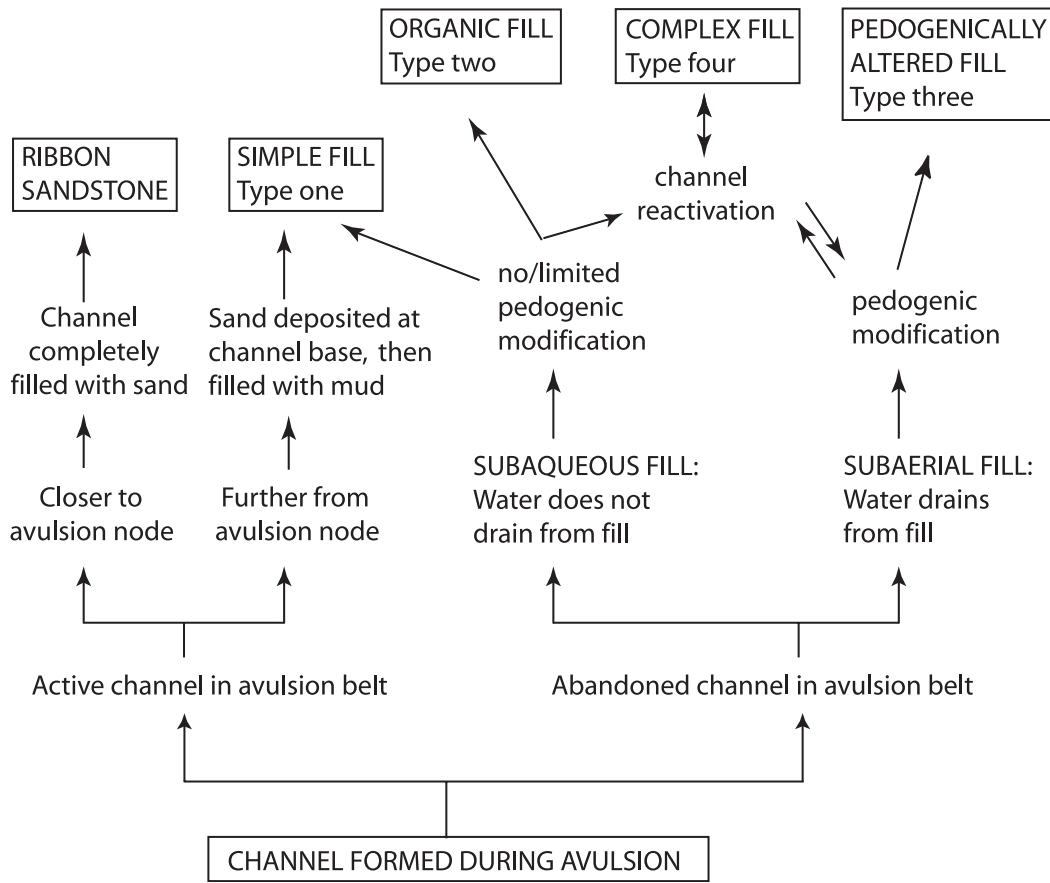 ORGANIC FILL
Type two
COMPLEX FILL
Type four
PEDOGENICALLY
ALTERED FILL
Type three
RIBBON
SANDSTONE
SIMPLE FILL
Type one
channel
reactivation
no/limited
pedogenic
modification
pedogenic
modification
Channel
completely
filled with sand
Sand deposited at
channel base, then
filled with mud
SUBAQUEOUS FILL:
Water does not
drain from fill
SUBAERIAL FILL:
Water drains
from fill
Closer to
avulsion node
Further from
avulsion node
Active channel in avulsion belt
Abandoned channel in avulsion belt
CHANNEL FORMED DURING AVULSION